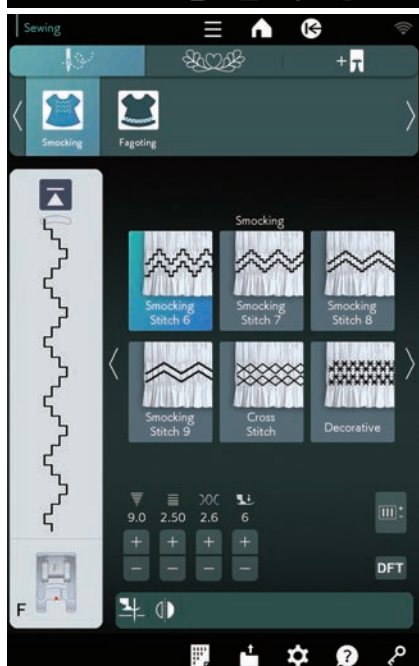 Sewing
Smocking
Fagoting
Smocking
Smocking
Stitch 6
Smocking
Stitch 7
Smocking
Stitch 8
Smocking
Stitch 9
Cross
Stitch
Decorative
9.0 2.50 2.6 6
+ + + +
− − − −
DFT
F